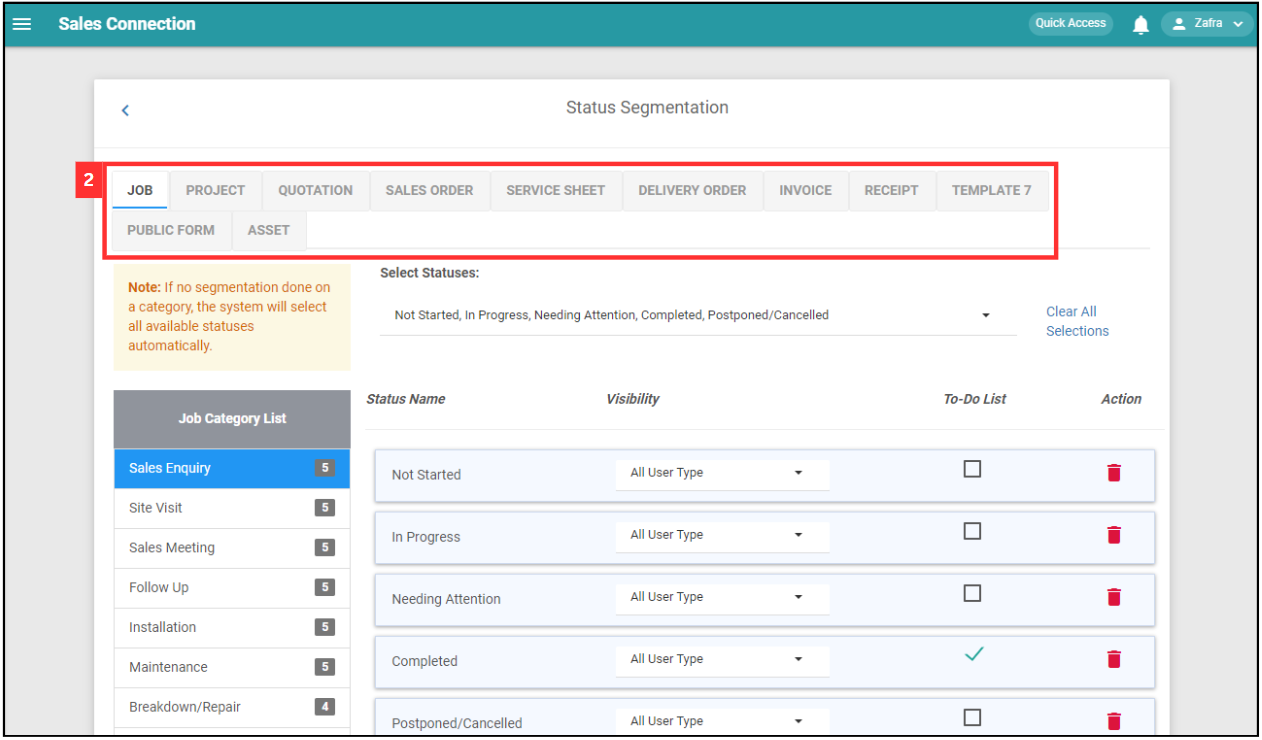 Sales Connection
Quick Access
Zafra
Status Segmentation
2
JOB PROJECT QUOTATION SALES ORDER SERVICE SHEET DELIVERY ORDER INVOICE RECEIPT TEMPLATE 7
PUBLIC FORM ASSET
Note: If no segmentation done on
a category, the system will select
all available statuses
automatically.
Select Statuses:
Not Started, In Progress, Needing Attention, Completed, Postponed/Cancelled
Clear All
Selections
Job Category List
Sales Enquiry 5
Site Visit 5
Sales Meeting 5
Follow Up 5
Installation 5
Maintenance 5
Breakdown/Repair 4
Status Name Visibility To-Do List Action
Not Started All User Type
In Progress All User Type
Needing Attention All User Type
Completed All User Type
Postponed/Cancelled All User Type